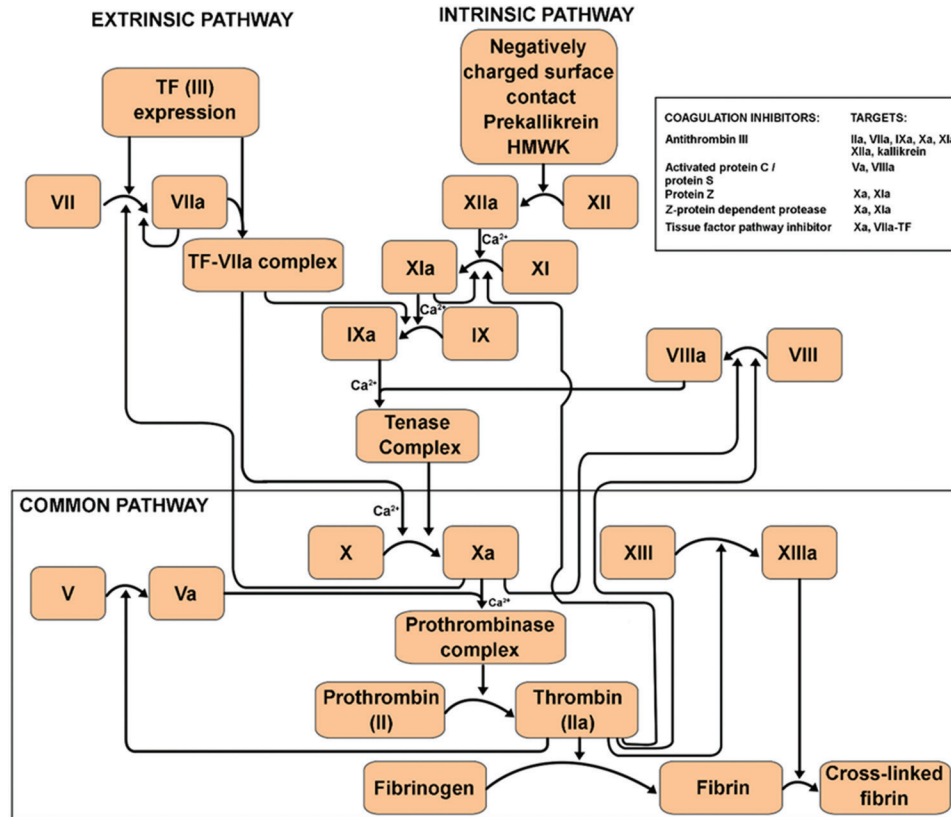 EXTRINSIC PATHWAY
INTRINSIC PATHWAY
TF (III)
expression
Negatively
charged surface
contact
Prekallikrein
HMWK
COAGULATION INHIBITORS: TARGETS:
Antithrombin III IIa, VIIa, IXa, Xa,
XIIa, kallikrein
Activated protein C / Va, VIIIa
protein S
Protein Z Xa, XIa
Z-protein dependent protease Xa, XIa
Tissue factor pathway inhibitor Xa, VIIa-TF
VII
VIIa
XIIa
XII
Ca²⁺
TF-VIIa complex
XIa
XI
Ca²⁺
IXa
IX
VIIIa
VIII
Ca²⁺
Tenase
Complex
COMMON PATHWAY
Ca²⁺
X
Xa
XIII
XIIIa
V
Va
Ca²⁺
Prothrombinase
complex
Prothrombin
(II)
Thrombin
(IIa)
Fibrinogen
Fibrin
Cross-linked
fibrin